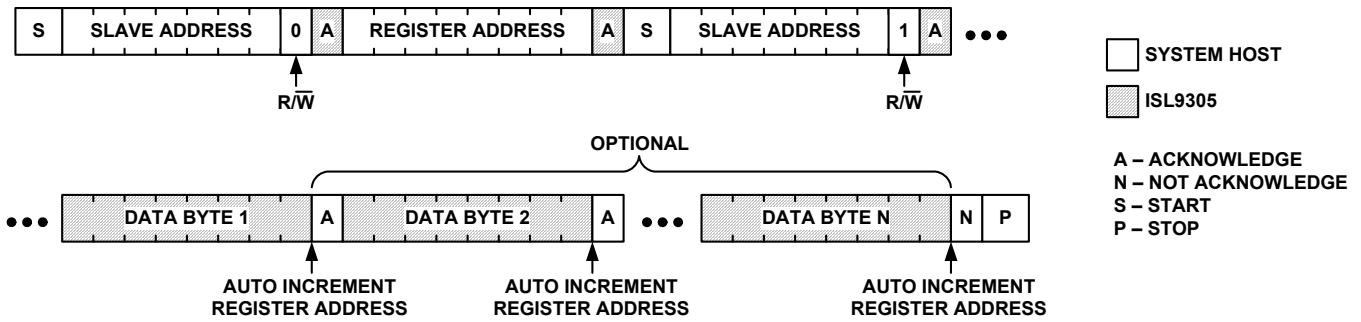 S SLAVE ADDRESS 0 A REGISTER ADDRESS A S SLAVE ADDRESS 1 A •••
R/W̅ R/W̅
SYSTEM HOST
ISL9305
A – ACKNOWLEDGE
N – NOT ACKNOWLEDGE
S – START
P – STOP
OPTIONAL
••• DATA BYTE 1 A DATA BYTE 2 A ••• DATA BYTE N N P
AUTO INCREMENT
REGISTER ADDRESS
AUTO INCREMENT
REGISTER ADDRESS
AUTO INCREMENT
REGISTER ADDRESS